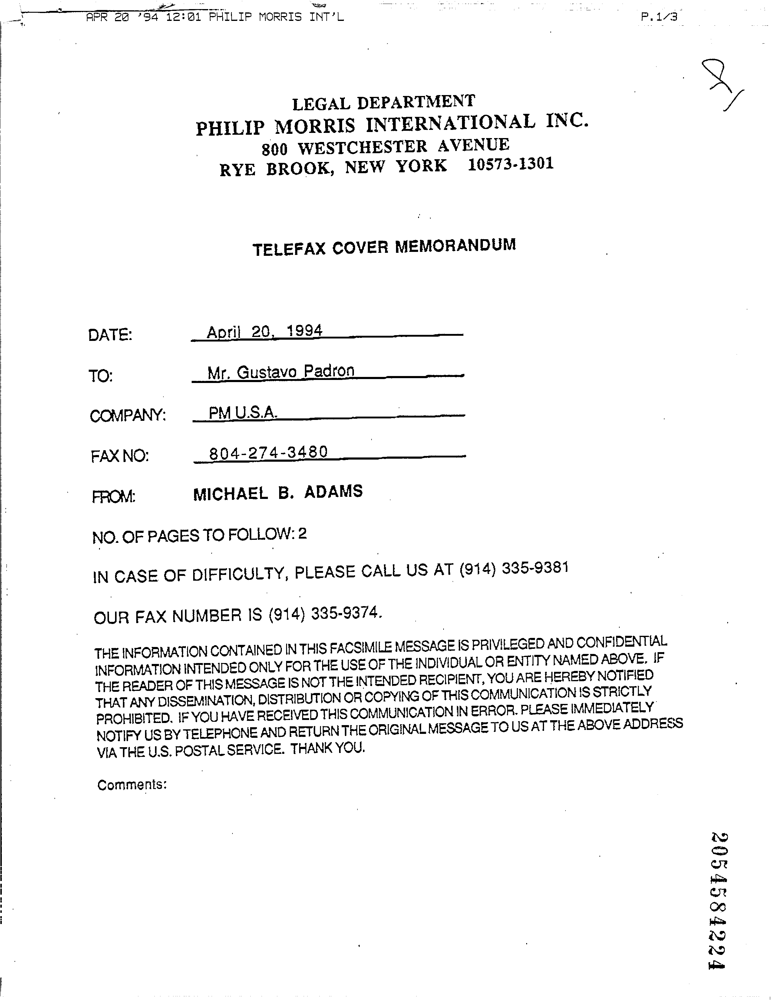 APR 20 '94 12:01 PHILIP MORRIS INT'L P.1/3
LEGAL DEPARTMENT
PHILIP MORRIS INTERNATIONAL INC.
800 WESTCHESTER AVENUE
RYE BROOK, NEW YORK 10573-1301
TELEFAX COVER MEMORANDUM
DATE: April 20, 1994
TO: Mr. Gustavo Padron
COMPANY: PM U.S.A.
FAX NO: 804-274-3480
FROM: MICHAEL B. ADAMS
NO. OF PAGES TO FOLLOW: 2
IN CASE OF DIFFICULTY, PLEASE CALL US AT (914) 335-9381
OUR FAX NUMBER IS (914) 335-9374.
THE INFORMATION CONTAINED IN THIS FACSIMILE MESSAGE IS PRIVILEGED AND CONFIDENTIAL
INFORMATION INTENDED ONLY FOR THE USE OF THE INDIVIDUAL OR ENTITY NAMED ABOVE. IF
THE READER OF THIS MESSAGE IS NOT THE INTENDED RECIPIENT, YOU ARE HEREBY NOTIFIED
THAT ANY DISSEMINATION, DISTRIBUTION OR COPYING OF THIS COMMUNICATION IS STRICTLY
PROHIBITED. IF YOU HAVE RECEIVED THIS COMMUNICATION IN ERROR. PLEASE IMMEDIATELY
NOTIFY US BY TELEPHONE AND RETURN THE ORIGINAL MESSAGE TO US AT THE ABOVE ADDRESS
VIA THE U.S. POSTAL SERVICE. THANK YOU.
Comments:
2054584224